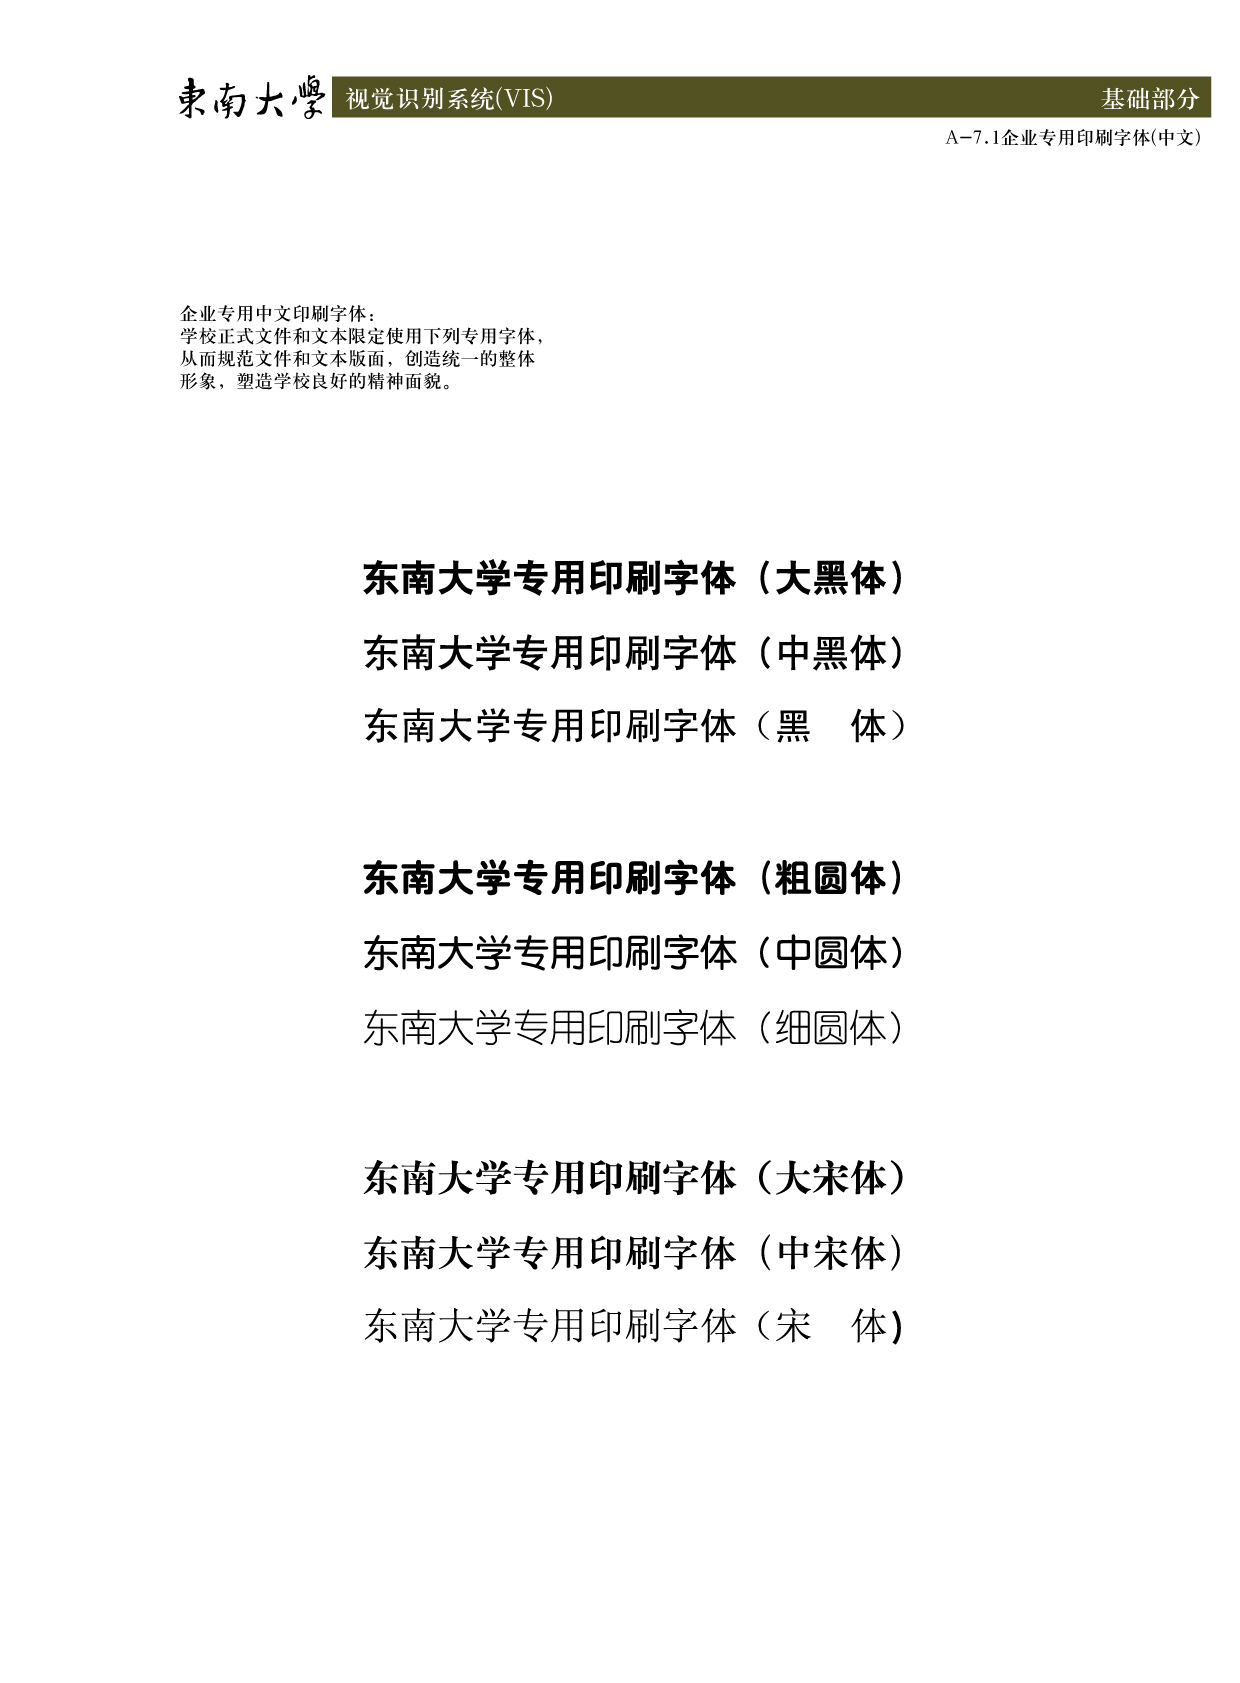 東南大學 视觉识别系统(VIS) 基础部分
A-7.1企业专用印刷字体(中文)
企业专用中文印刷字体：
学校正式文件和文本限定使用下列专用字体，
从而规范文件和文本版面，创造统一的整体
形象，塑造学校良好的精神面貌。
东南大学专用印刷字体（大黑体）
东南大学专用印刷字体（中黑体）
东南大学专用印刷字体（黑　体）
东南大学专用印刷字体（粗圆体）
东南大学专用印刷字体（中圆体）
东南大学专用印刷字体（细圆体）
东南大学专用印刷字体（大宋体）
东南大学专用印刷字体（中宋体）
东南大学专用印刷字体（宋　体)